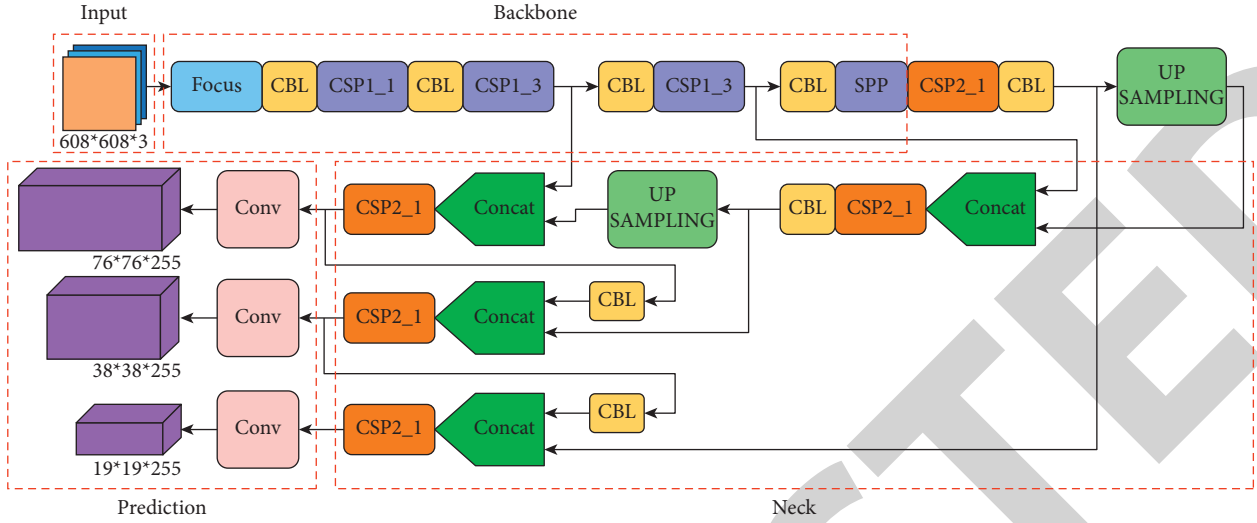 Input
Backbone
608*608*3
Focus
CBL
CSP1_1
CBL
CSP1_3
CBL
CSP1_3
CBL
SPP
CSP2_1
CBL
UP
SAMPLING
76*76*255
Conv
CSP2_1
Concat
UP
SAMPLING
CBL
CSP2_1
Concat
38*38*255
Conv
CSP2_1
Concat
CBL
19*19*255
Conv
CSP2_1
Concat
CBL
Prediction
Neck